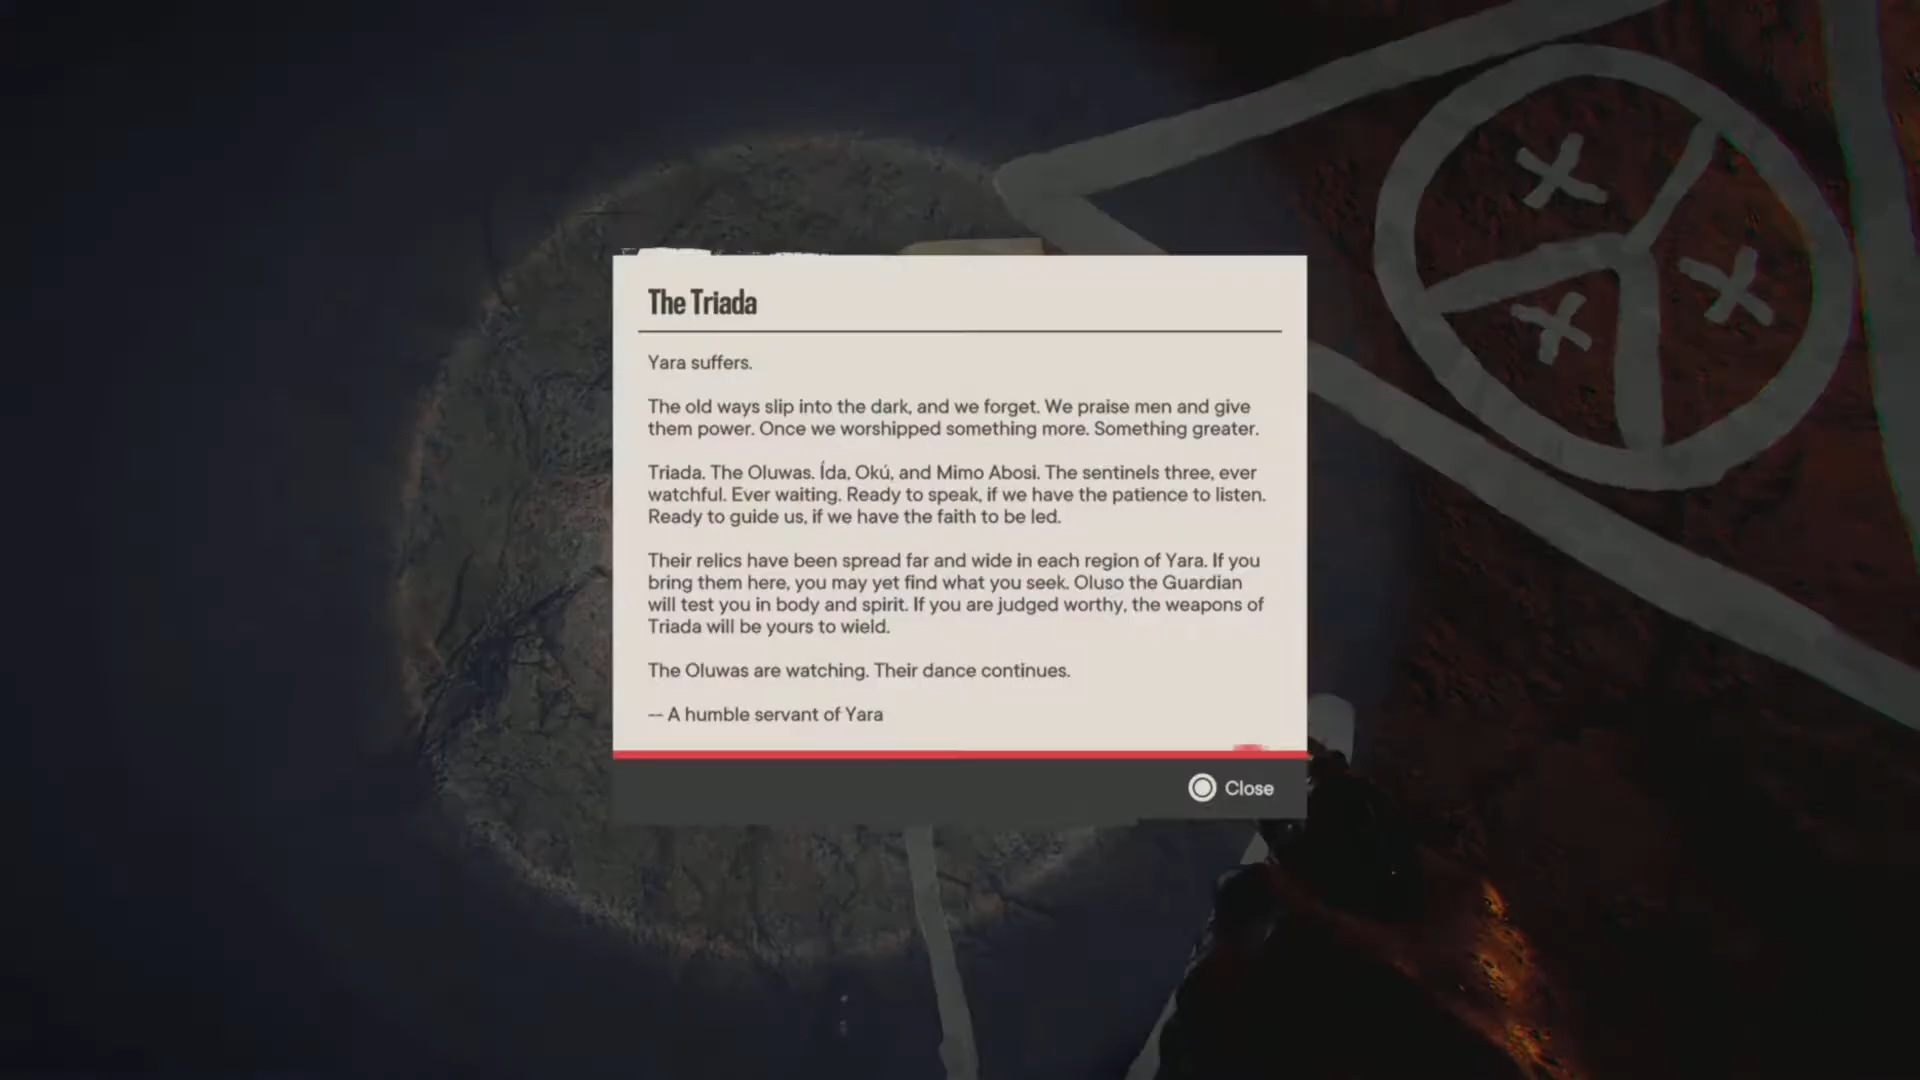 The Triada
Yara suffers.
The old ways slip into the dark, and we forget. We praise men and give
them power. Once we worshipped something more. Something greater.
Triada. The Oluwas. Ída, Okú, and Mimo Abosi. The sentinels three, ever
watchful. Ever waiting. Ready to speak, if we have the patience to listen.
Ready to guide us, if we have the faith to be led.
Their relics have been spread far and wide in each region of Yara. If you
bring them here, you may yet find what you seek. Oluso the Guardian
will test you in body and spirit. If you are judged worthy, the weapons of
Triada will be yours to wield.
The Oluwas are watching. Their dance continues.
-- A humble servant of Yara
Close